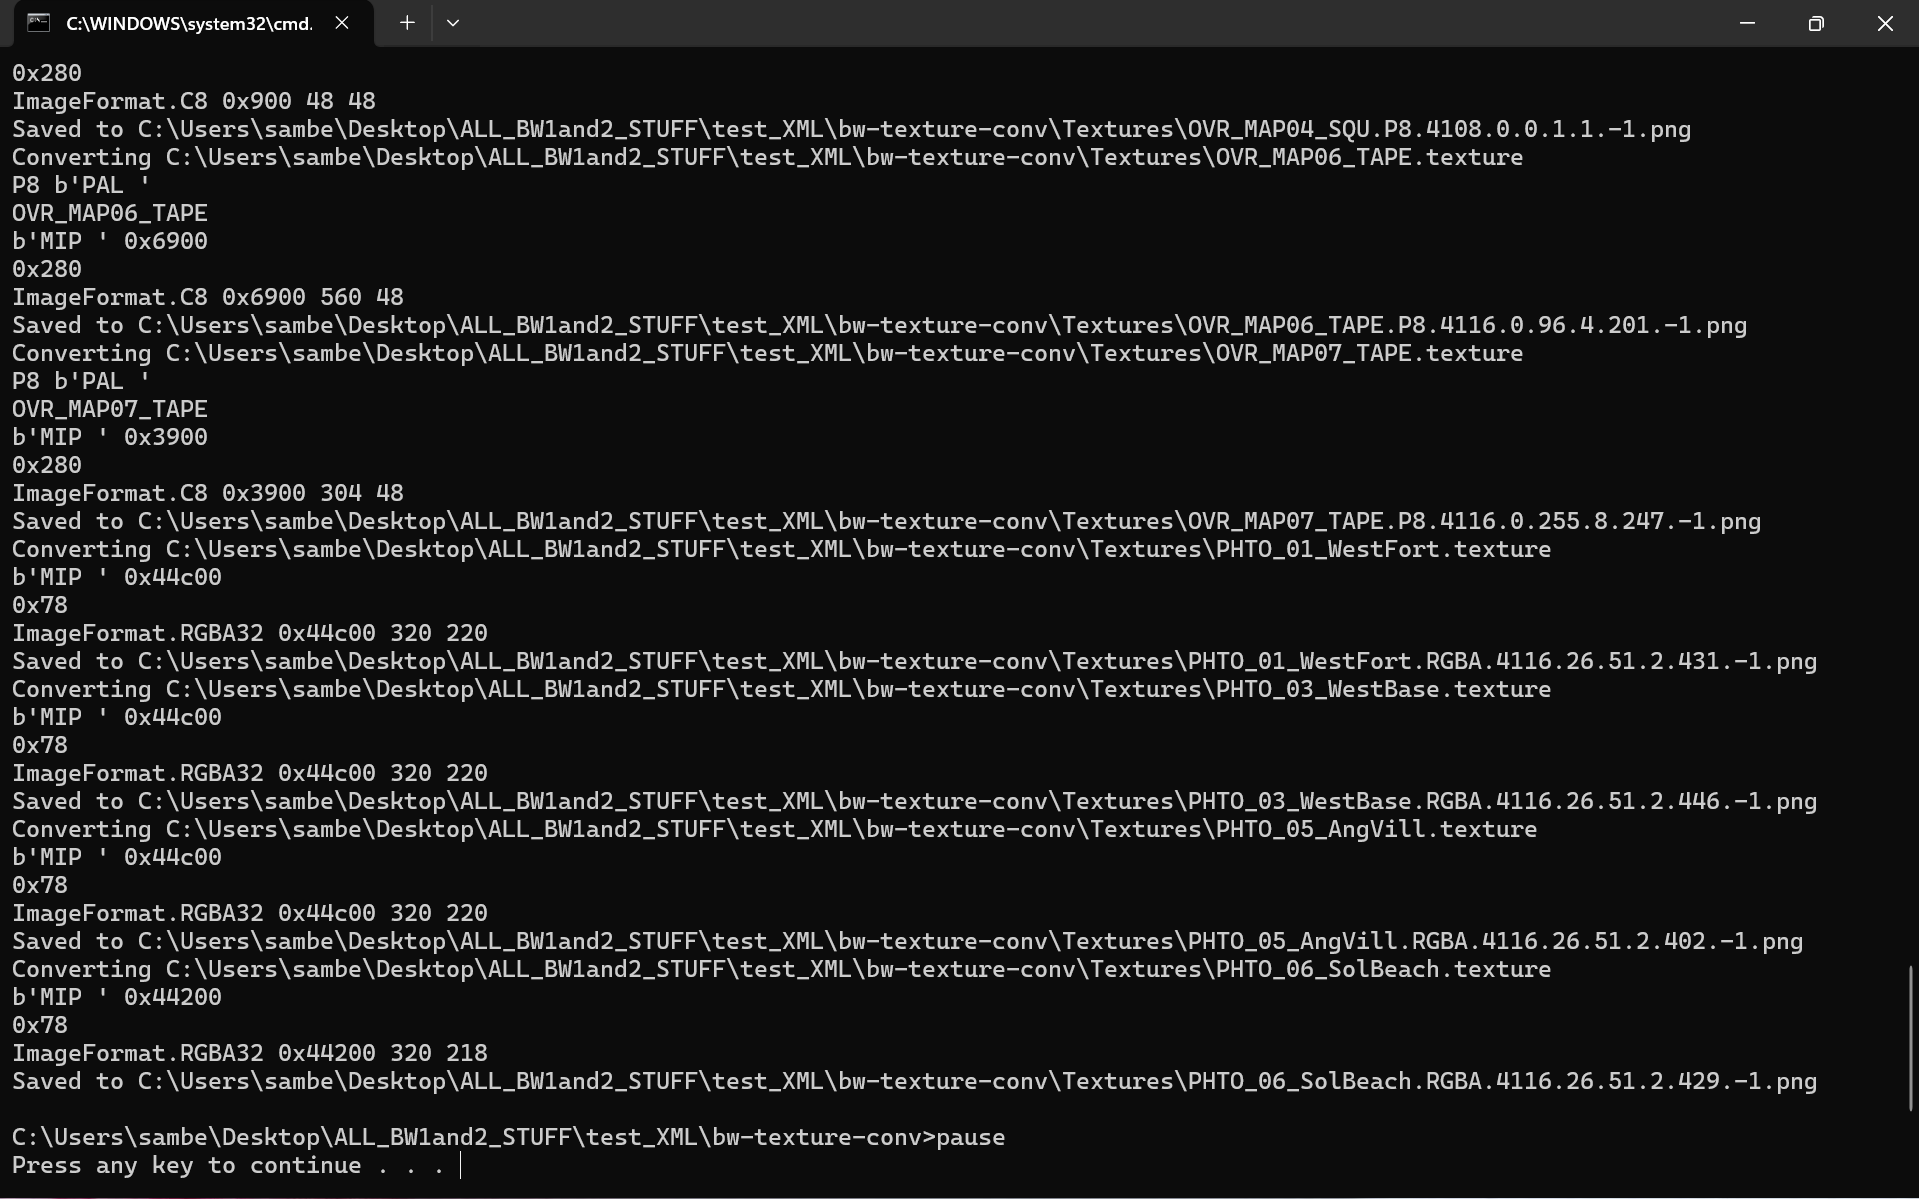 C:\WINDOWS\system32\cmd.
0x280
ImageFormat.C8 0x900 48 48
Saved to C:\Users\sambe\Desktop\ALL_BW1and2_STUFF\test_XML\bw-texture-conv\Textures\OVR_MAP04_SQU.P8.4108.0.0.1.1.-1.png
Converting C:\Users\sambe\Desktop\ALL_BW1and2_STUFF\test_XML\bw-texture-conv\Textures\OVR_MAP06_TAPE.texture
P8 b'PAL '
OVR_MAP06_TAPE
b'MIP ' 0x6900
0x280
ImageFormat.C8 0x6900 560 48
Saved to C:\Users\sambe\Desktop\ALL_BW1and2_STUFF\test_XML\bw-texture-conv\Textures\OVR_MAP06_TAPE.P8.4116.0.96.4.201.-1.png
Converting C:\Users\sambe\Desktop\ALL_BW1and2_STUFF\test_XML\bw-texture-conv\Textures\OVR_MAP07_TAPE.texture
P8 b'PAL '
OVR_MAP07_TAPE
b'MIP ' 0x3900
0x280
ImageFormat.C8 0x3900 304 48
Saved to C:\Users\sambe\Desktop\ALL_BW1and2_STUFF\test_XML\bw-texture-conv\Textures\OVR_MAP07_TAPE.P8.4116.0.255.8.247.-1.png
Converting C:\Users\sambe\Desktop\ALL_BW1and2_STUFF\test_XML\bw-texture-conv\Textures\PHTO_01_WestFort.texture
b'MIP ' 0x44c00
0x78
ImageFormat.RGBA32 0x44c00 320 220
Saved to C:\Users\sambe\Desktop\ALL_BW1and2_STUFF\test_XML\bw-texture-conv\Textures\PHTO_01_WestFort.RGBA.4116.26.51.2.431.-1.png
Converting C:\Users\sambe\Desktop\ALL_BW1and2_STUFF\test_XML\bw-texture-conv\Textures\PHTO_03_WestBase.texture
b'MIP ' 0x44c00
0x78
ImageFormat.RGBA32 0x44c00 320 220
Saved to C:\Users\sambe\Desktop\ALL_BW1and2_STUFF\test_XML\bw-texture-conv\Textures\PHTO_03_WestBase.RGBA.4116.26.51.2.446.-1.png
Converting C:\Users\sambe\Desktop\ALL_BW1and2_STUFF\test_XML\bw-texture-conv\Textures\PHTO_05_AngVill.texture
b'MIP ' 0x44c00
0x78
ImageFormat.RGBA32 0x44c00 320 220
Saved to C:\Users\sambe\Desktop\ALL_BW1and2_STUFF\test_XML\bw-texture-conv\Textures\PHTO_05_AngVill.RGBA.4116.26.51.2.402.-1.png
Converting C:\Users\sambe\Desktop\ALL_BW1and2_STUFF\test_XML\bw-texture-conv\Textures\PHTO_06_SolBeach.texture
b'MIP ' 0x44200
0x78
ImageFormat.RGBA32 0x44200 320 218
Saved to C:\Users\sambe\Desktop\ALL_BW1and2_STUFF\test_XML\bw-texture-conv\Textures\PHTO_06_SolBeach.RGBA.4116.26.51.2.429.-1.png
C:\Users\sambe\Desktop\ALL_BW1and2_STUFF\test_XML\bw-texture-conv>pause
Press any key to continue . . .